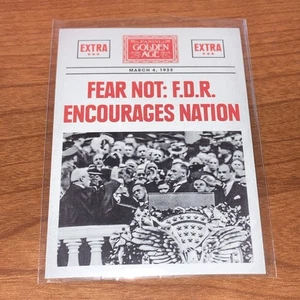 EXTRA
GOLDEN
AGE
EXTRA
MARCH 4, 1933
FEAR NOT: F.D.R.
ENCOURAGES NATION